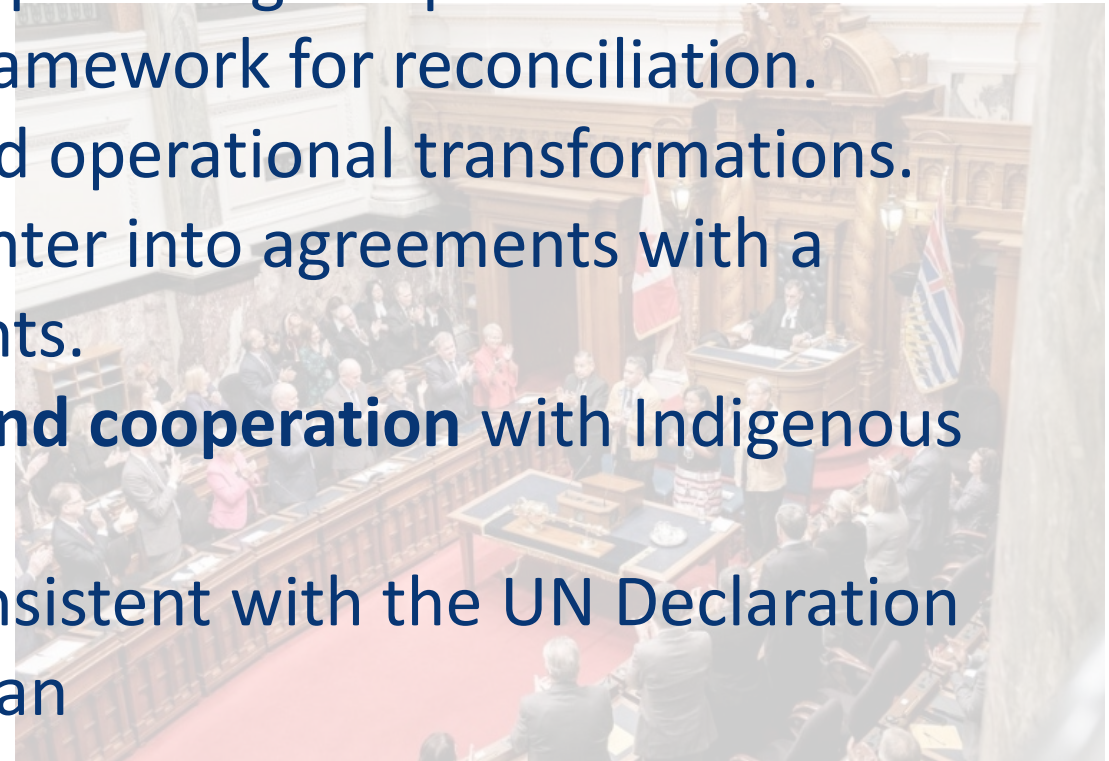 amework for reconciliation.
d operational transformations.
nter into agreements with a
nts.
nd cooperation with Indigenous
nsistent with the UN Declaration
an